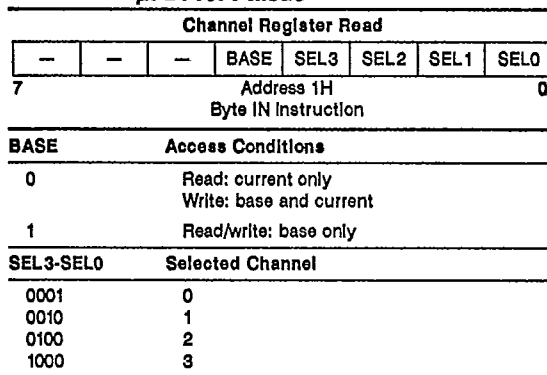 Channel Register Read
— — — BASE SEL3 SEL2 SEL1 SEL0
7 Address 1H 0
Byte IN Instruction
BASE Access Conditions
0 Read: current only
Write: base and current
1 Read/write: base only
SEL3-SEL0 Selected Channel
0001 0
0010 1
0100 2
1000 3